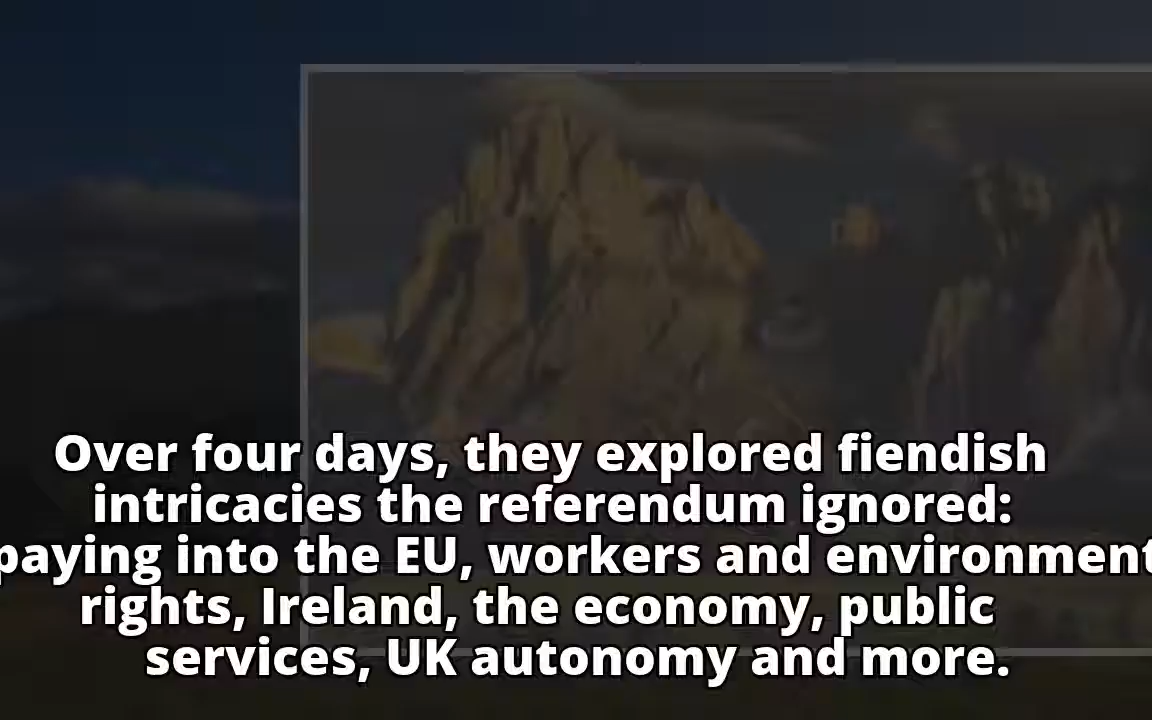 Over four days, they explored fiendish
intricacies the referendum ignored:
paying into the EU, workers and environment
rights, Ireland, the economy, public
services, UK autonomy and more.